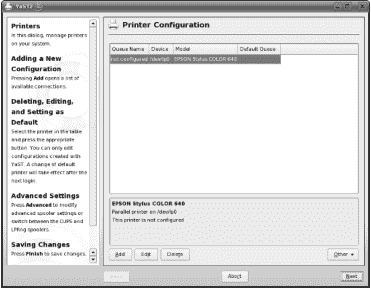 YaST2
Printers
In this dialog, manage printers
on your system.
Adding a New
Configuration
Pressing Add opens a list of
available connections.
Deleting, Editing,
and Setting as
Default
Select the printer in the table
and press the appropriate
button. You can only edit
configurations created with
YaST. A change of default
printer will take effect after the
next login.
Advanced Settings
Press Advanced to modify
advanced spooler settings or
switch between the CUPS and
LPRng spoolers.
Saving Changes
Press Finish to save changes.
Printer Configuration
Queue Name Device Model Default Queue
not configured /dev/lp0 EPSON Stylus COLOR 640
EPSON Stylus COLOR 640
Parallel printer on /dev/lp0
This printer is not configured
Add Edit Delete Other
Abort Next